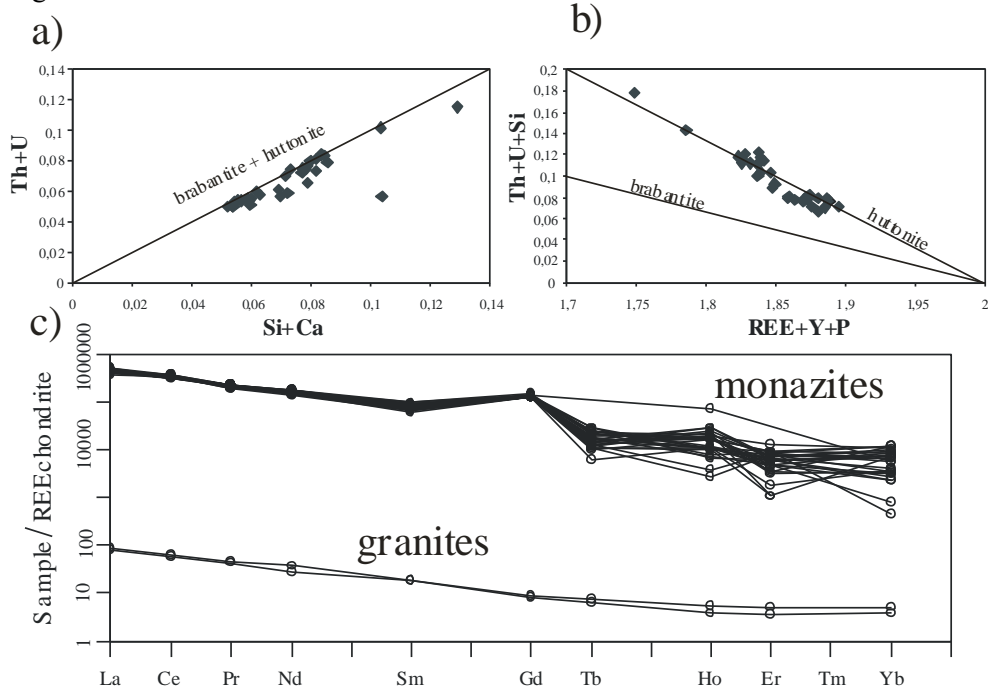 a)
0,14
0,12
0,1
0,08
0,06
0,04
0,02
0
Th+U
brabantite + huttonite
0 0,02 0,04 0,06 0,08 0,1 0,12 0,14
Si+Ca
b)
0,2
0,18
0,16
0,14
0,12
0,10
0,08
0,06
0,04
0,02
0
Th+U+Si
brabantite
huttonite
1,7 1,75 1,8 1,85 1,9 1,95 2
REE+Y+P
c)
1000000
10000
100
10
1
Sample/REEchondrite
monazites
granites
La Ce Pr Nd Sm Gd Tb Ho Er Tm Yb